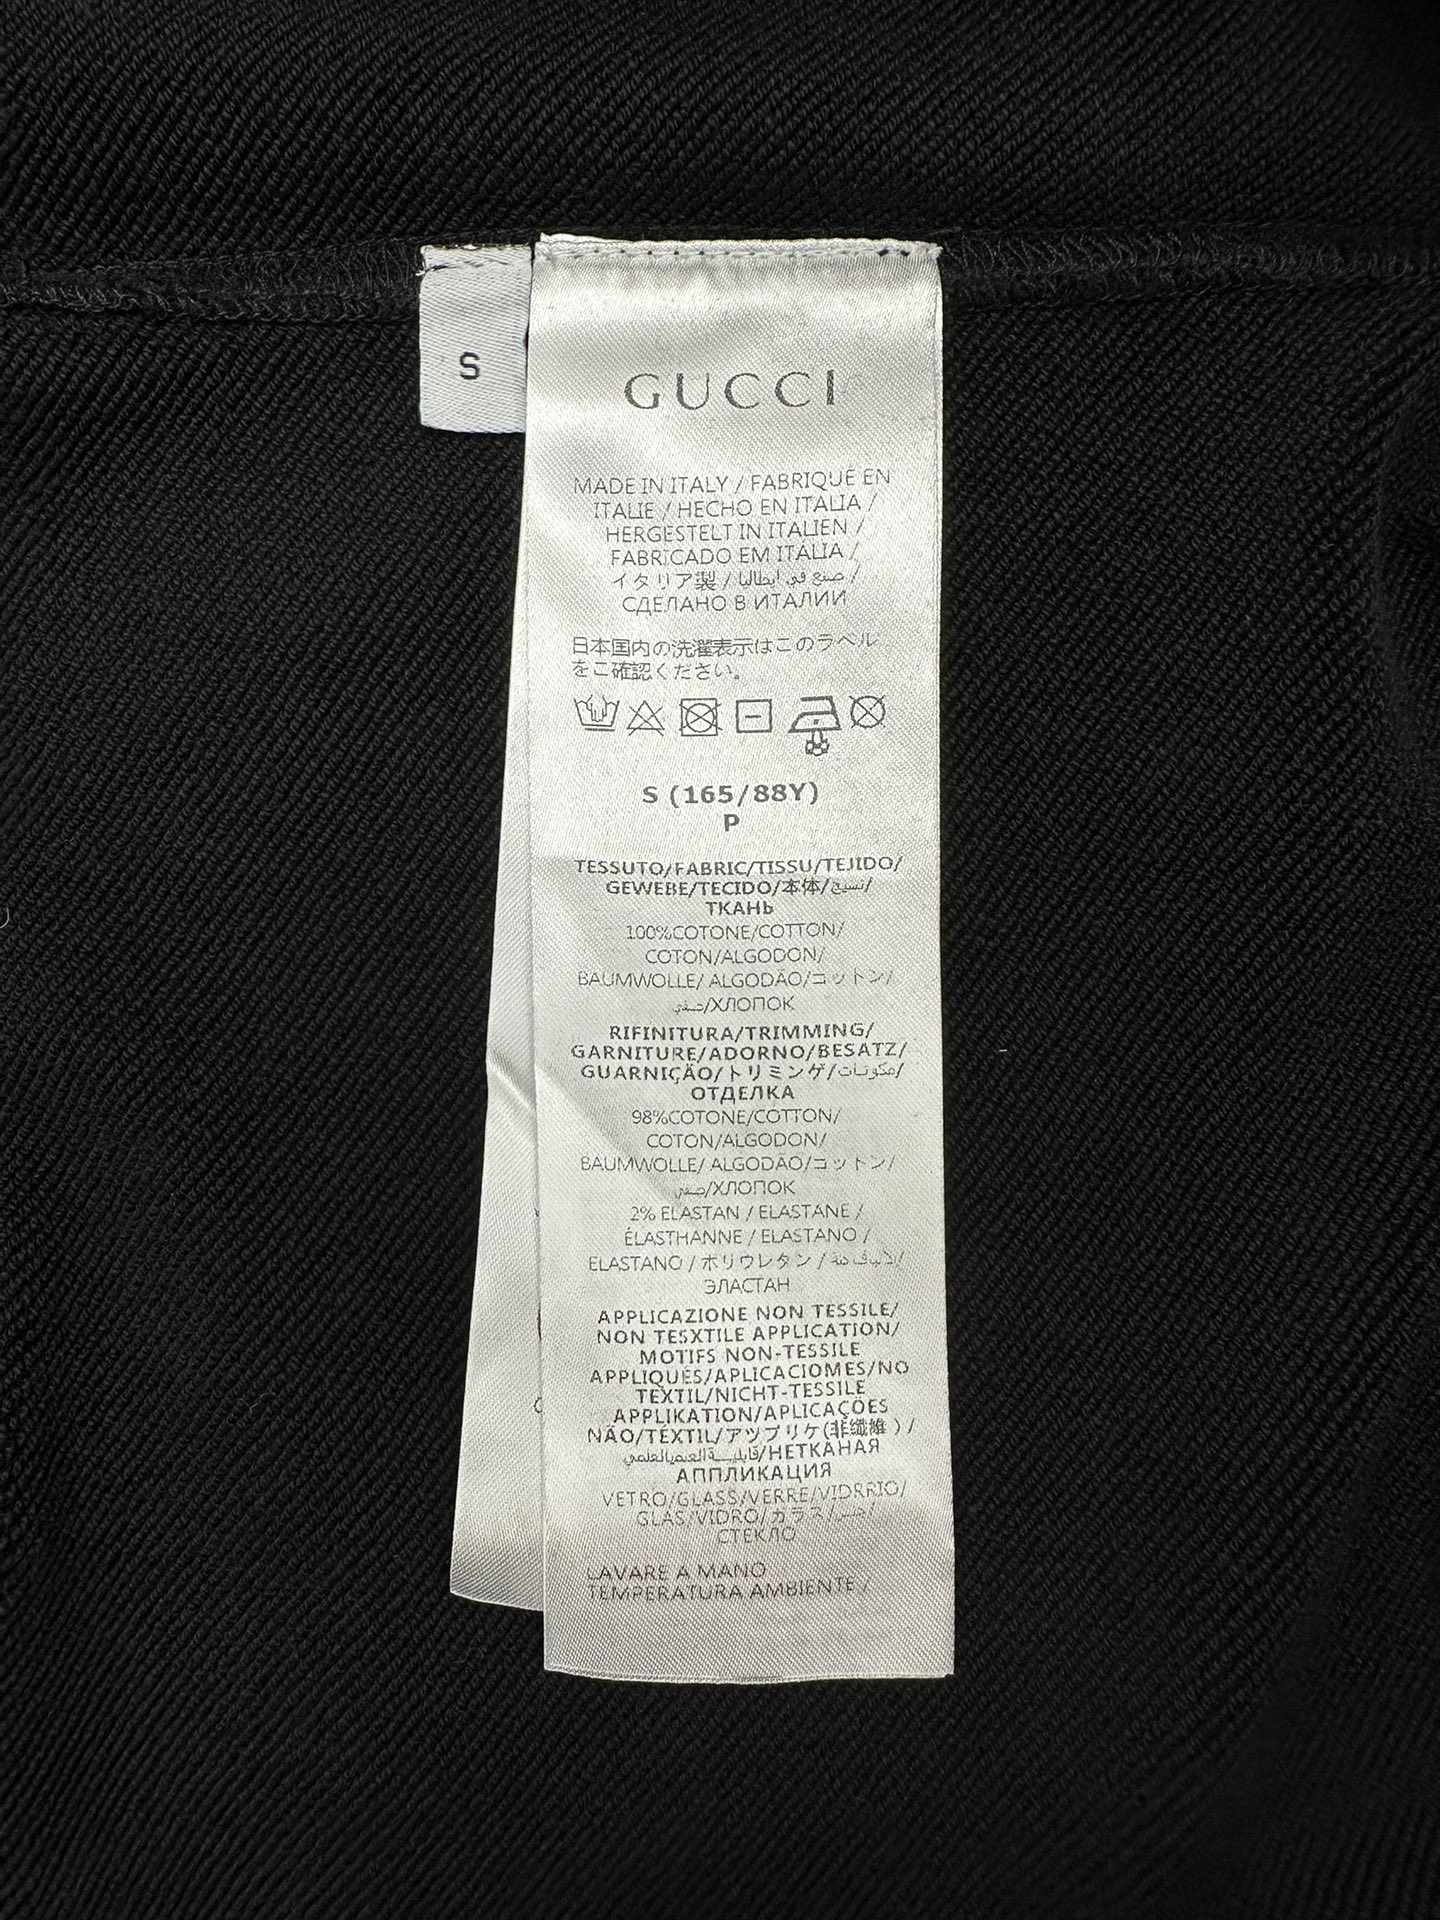 S
GUCCI
MADE IN ITALY / FABRIQUÉ EN
ITALIE / HECHO EN ITALIA /
HERGESTELT IN ITALIEN /
FABRICADO EM ITALIA /
イタリア製 / صنع في ايطاليا /
СДЕЛАНО В ИТАЛИИ
日本国内の洗濯表示はこのラベル
をご確認ください。
S (165/88Y)
P
TESSUTO/FABRIC/TISSU/TEJIDO/
GEWEBE/TECIDO/本体/نسيج/
ТКАНЬ
100%COTONE/COTTON/
COTON/ALGODON/
BAUMWOLLE/ ALGODÃO/コットン/
/ХЛОПОК
RIFINITURA/TRIMMING/
GARNITURE/ADORNO/BESATZ/
GUARNIÇÃO/トリミング/مكونات/
ОТДЕЛКА
98%COTONE/COTTON/
COTON/ALGODON/
BAUMWOLLE/ ALGODÃO/コットン/
/ХЛОПОК
2% ELASTAN / ELASTANE /
ÉLASTHANNE / ELASTANO /
ELASTANO / ポリウレタン /
ЭЛАСТАН
APPLICAZIONE NON TESSILE/
NON TESXTILE APPLICATION/
MOTIFS NON-TESSILE
APPLIQUÉS/APLICACIOMES/NO
TEXTIL/NICHT-TESSILE
APPLIKATION/APLICAÇÕES
NÃO/TÉXTIL/アップリケ(非繊維 ) /
/НЕТКАНАЯ
АППЛИКАЦИЯ
VETRO/GLASS/VERRE/VIDRRIO/
GLAS/VIDRO/ガラス/
СТЕКЛО
LAVARE A MANO
TEMPERATURA AMBIENTE /